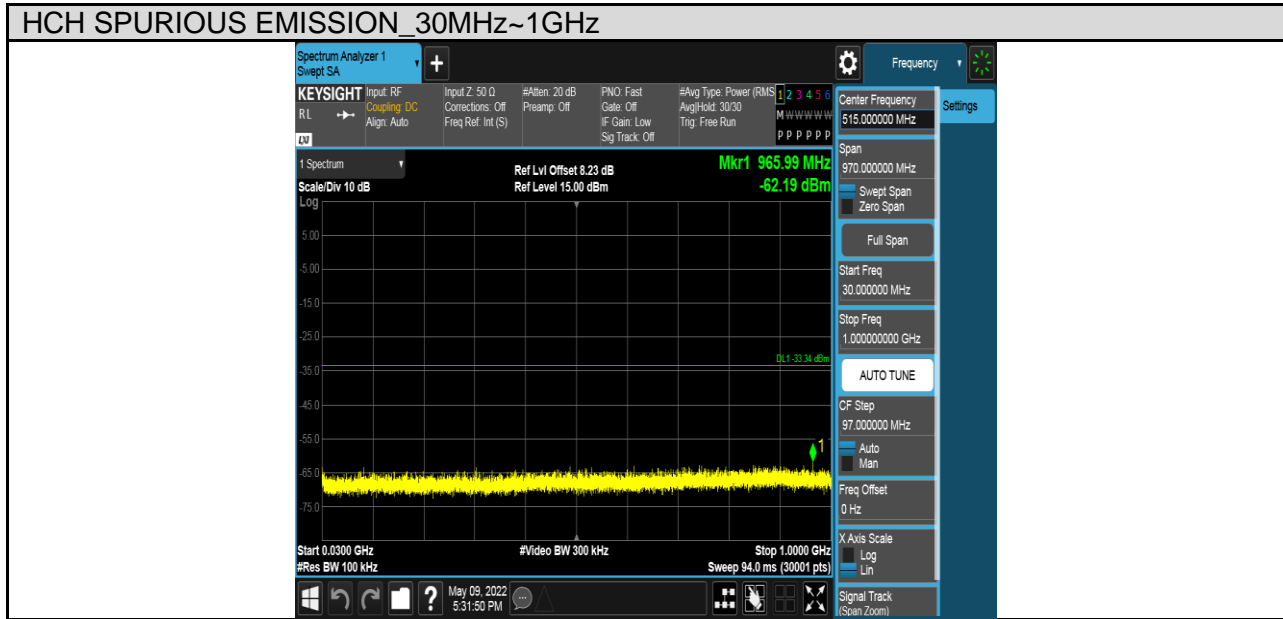 HCH SPURIOUS EMISSION_30MHz~1GHz
Spectrum Analyzer 1
Swept SA
+
Frequency
KEYSIGHT
RL
LXI
Input: RF
Coupling: DC
Align: Auto
Input Z: 50 Ω
Corrections: Off
Freq Ref: Int (S)
#Atten: 20 dB
Preamp: Off
PNO: Fast
Gate: Off
IF Gain: Low
Sig Track: Off
#Avg Type: Power (RMS
Avg|Hold: 30/30
Trig: Free Run
1 2 3 4 5 6
M W W W W W
P P P P P P
Center Frequency
515.000000 MHz
Settings
Span
970.000000 MHz
Swept Span
Zero Span
Full Span
Start Freq
30.000000 MHz
Stop Freq
1.000000000 GHz
AUTO TUNE
CF Step
97.000000 MHz
Auto
Man
Freq Offset
0 Hz
X Axis Scale
Log
Lin
Signal Track
(Span Zoom)
1 Spectrum
Scale/Div 10 dB
Log
Ref Lvl Offset 8.23 dB
Ref Level 15.00 dBm
Mkr1 965.99 MHz
-62.19 dBm
5.00
-5.00
-15.0
-25.0
DL1 -33.34 dBm
-35.0
-45.0
-55.0
1
-65.0
-75.0
Start 0.0300 GHz
#Video BW 300 kHz
Stop 1.0000 GHz
#Res BW 100 kHz
Sweep 94.0 ms (30001 pts)
?
May 09, 2022
5:31:50 PM